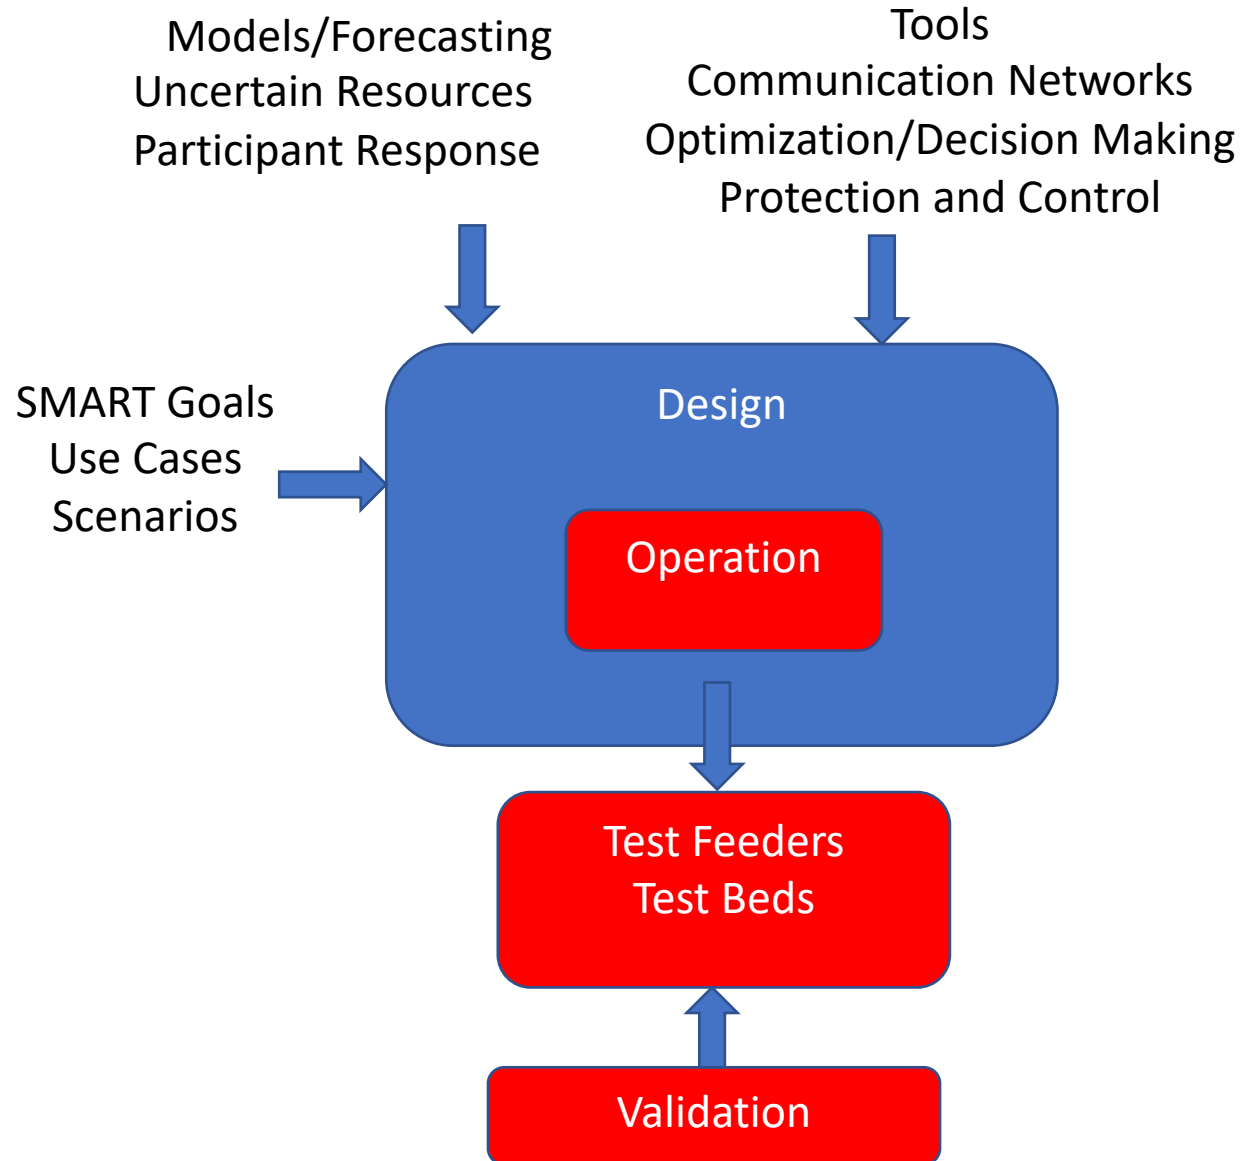 Models/Forecasting
Uncertain Resources
Participant Response
Tools
Communication Networks
Optimization/Decision Making
Protection and Control
SMART Goals
Use Cases
Scenarios
Design
Operation
Test Feeders
Test Beds
Validation